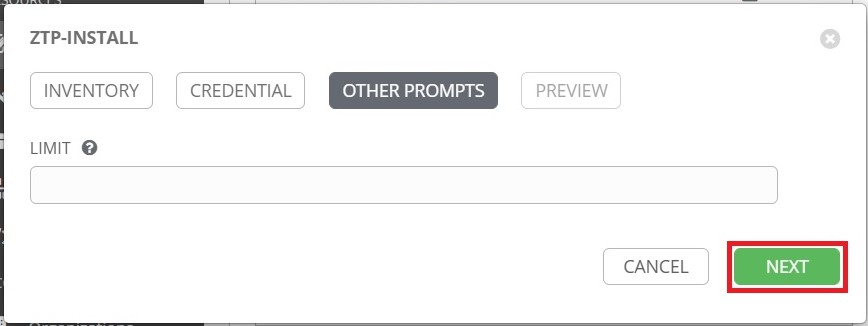 ZTP-INSTALL
INVENTORY CREDENTIAL OTHER PROMPTS PREVIEW
LIMIT
CANCEL NEXT